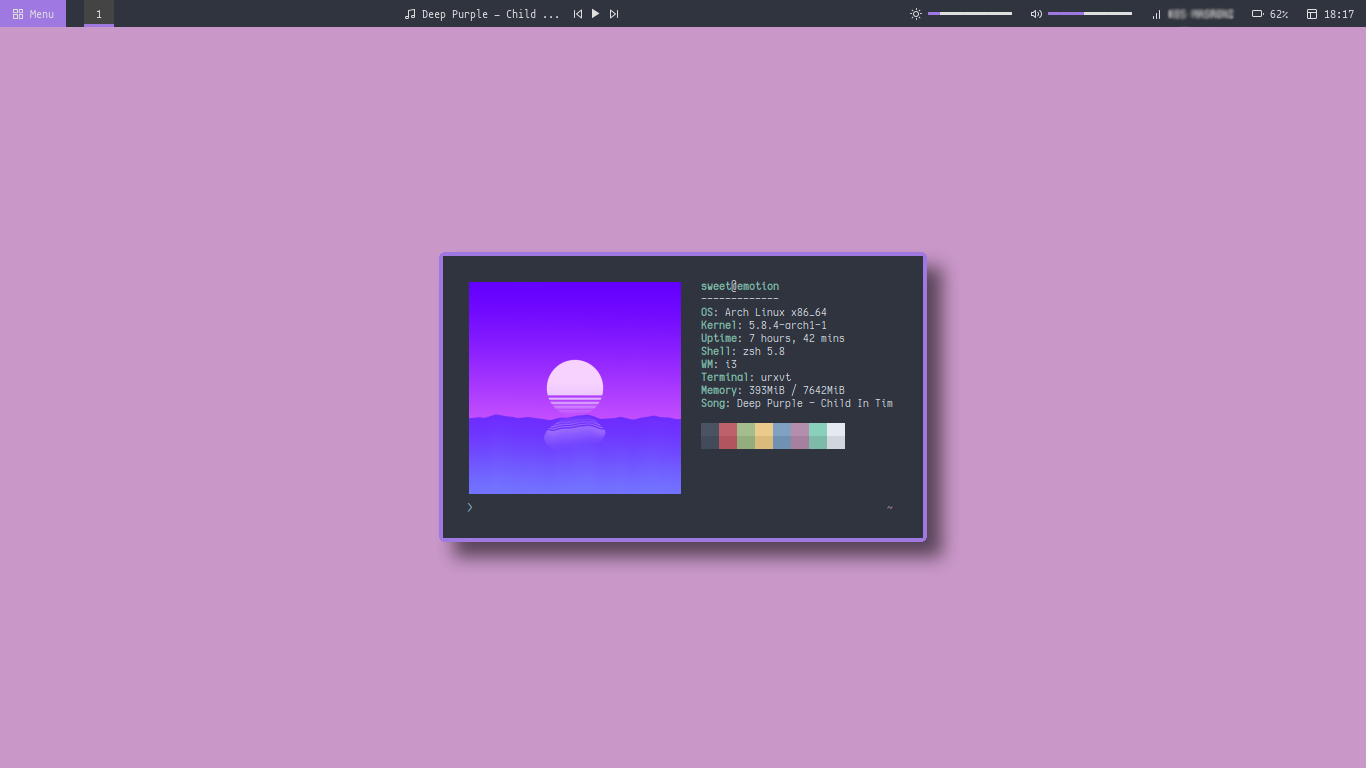 Menu
1
Deep Purple – Child ...
62%
18:17
sweet@emotion
-------------
OS: Arch Linux x86_64
Kernel: 5.8.4-arch1-1
Uptime: 7 hours, 42 mins
Shell: zsh 5.8
WM: i3
Terminal: urxvt
Memory: 393MiB / 7642MiB
Song: Deep Purple - Child In Tim
❯ ~